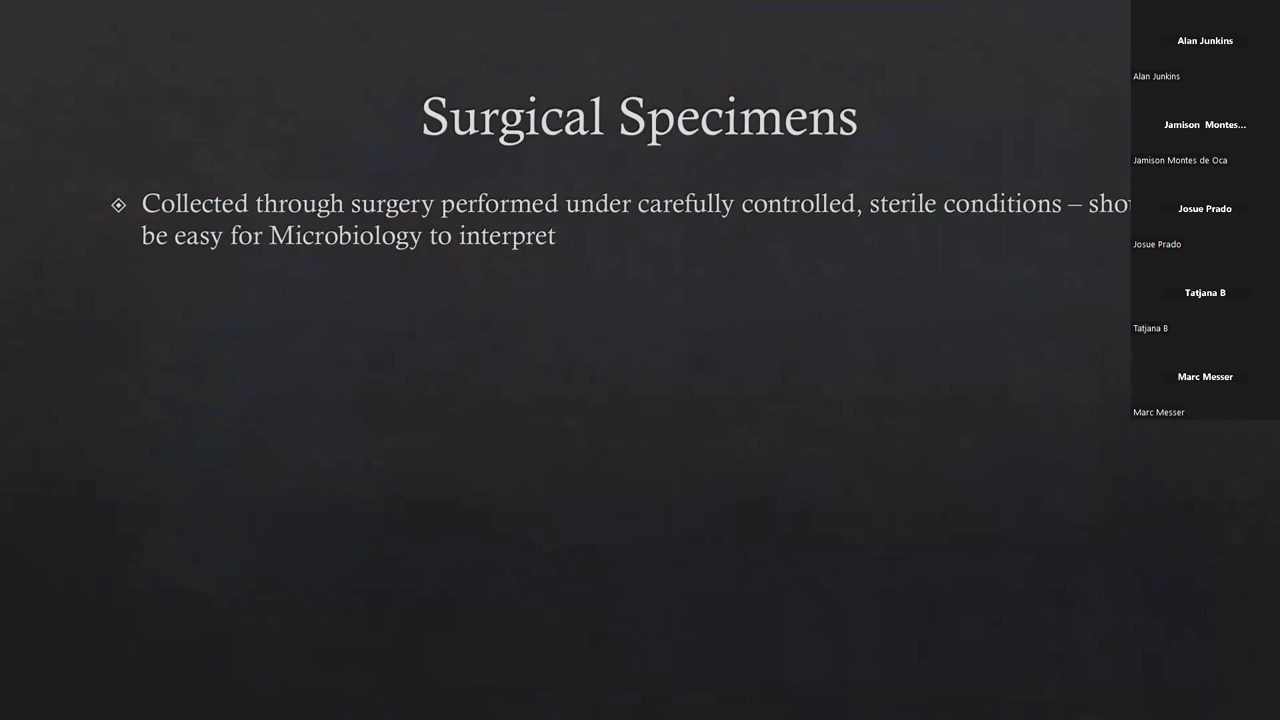 Surgical Specimens
Collected through surgery performed under carefully controlled, sterile conditions –
be easy for Microbiology to interpret
Alan Junkins
Alan Junkins
Jamison Montes...
Jamison Montes de Oca
Josue Prado
Josue Prado
Tatjana B
Tatjana B
Marc Messer
Marc Messer